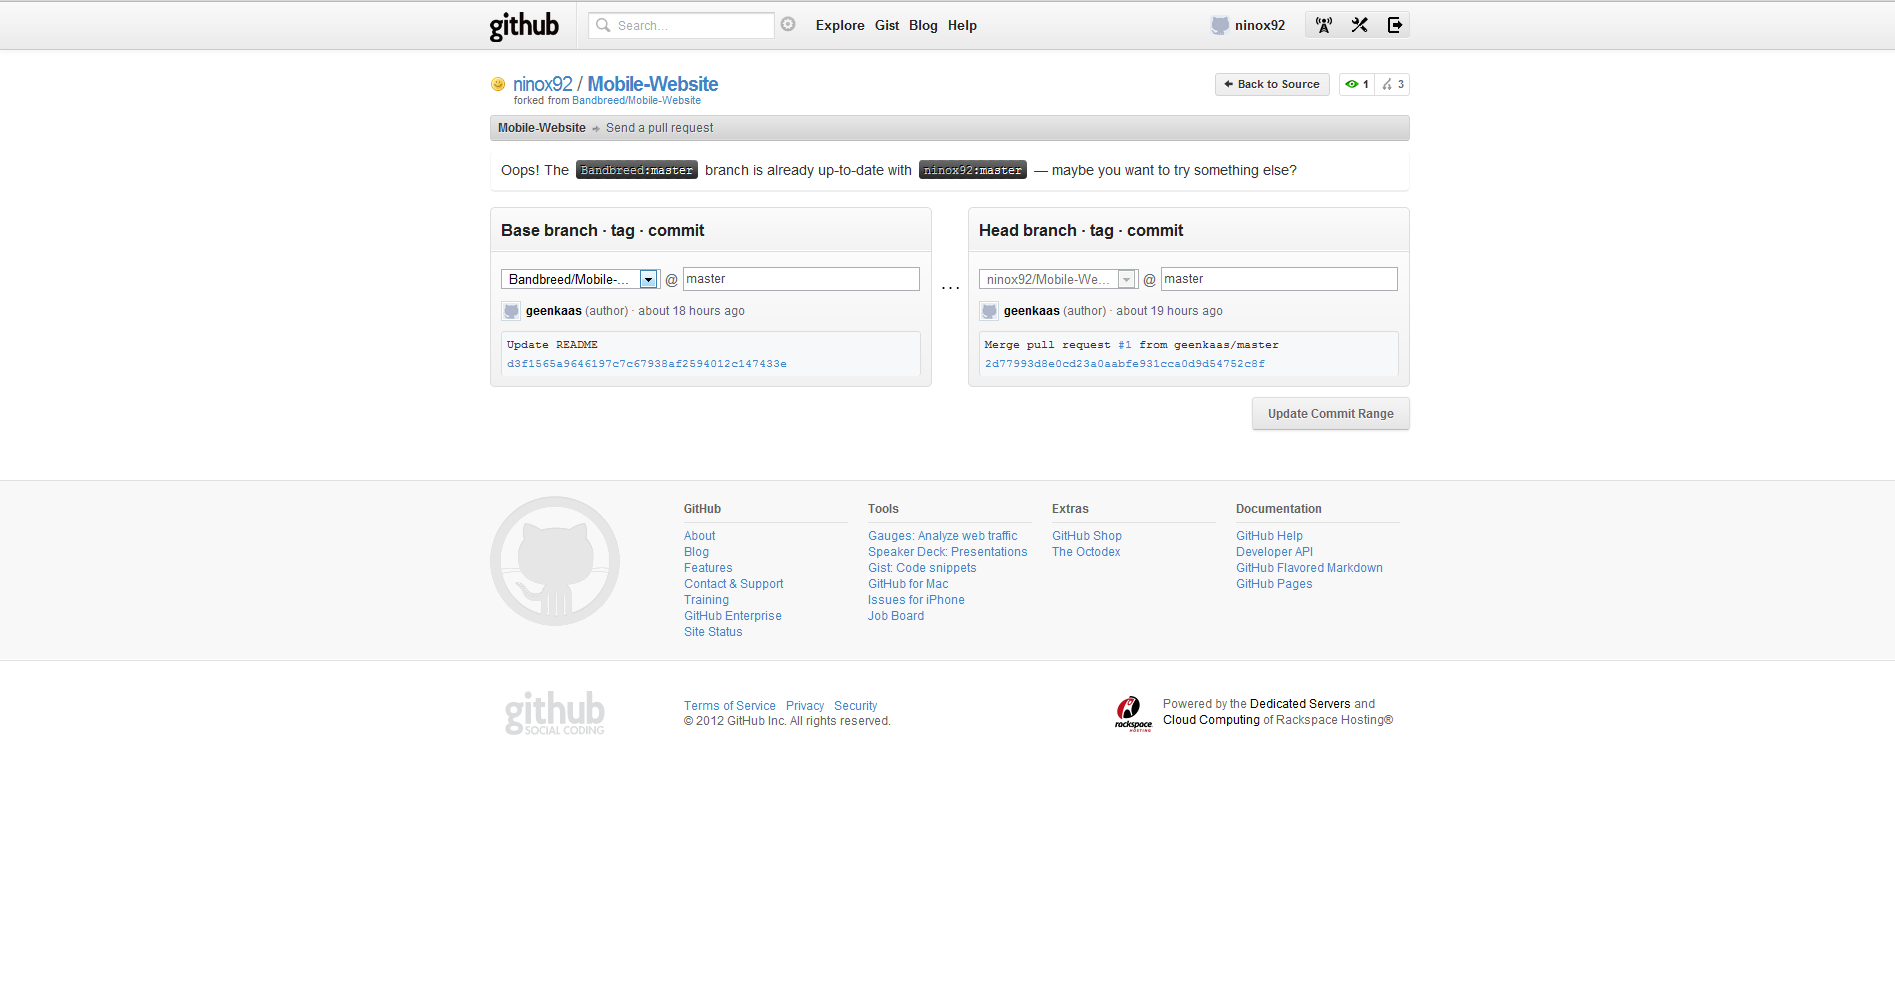 github
Search...
Explore Gist Blog Help
ninox92
ninox92 / Mobile-Website
forked from Bandbreed/Mobile-Website
Back to Source
1
3
Mobile-Website Send a pull request
Oops! The Bandbreed:master branch is already up-to-date with ninox92:master — maybe you want to try something else?
Base branch · tag · commit
Bandbreed/Mobile-... @ master
geenkaas (author) · about 18 hours ago
Update README
d3f1565a9646197c7c67938af2594012c147433e
...
Head branch · tag · commit
ninox92/Mobile-We... @ master
geenkaas (author) · about 19 hours ago
Merge pull request #1 from geenkaas/master
2d77993d8e0cd23a0aabfe931cca0d9d54752c8f
Update Commit Range
GitHub
About
Blog
Features
Contact & Support
Training
GitHub Enterprise
Site Status
Tools
Gauges: Analyze web traffic
Speaker Deck: Presentations
Gist: Code snippets
GitHub for Mac
Issues for iPhone
Job Board
Extras
GitHub Shop
The Octodex
Documentation
GitHub Help
Developer API
GitHub Flavored Markdown
GitHub Pages
github
SOCIAL CODING
Terms of Service Privacy Security
© 2012 GitHub Inc. All rights reserved.
rackspace
HOSTING
Powered by the Dedicated Servers and
Cloud Computing of Rackspace Hosting®